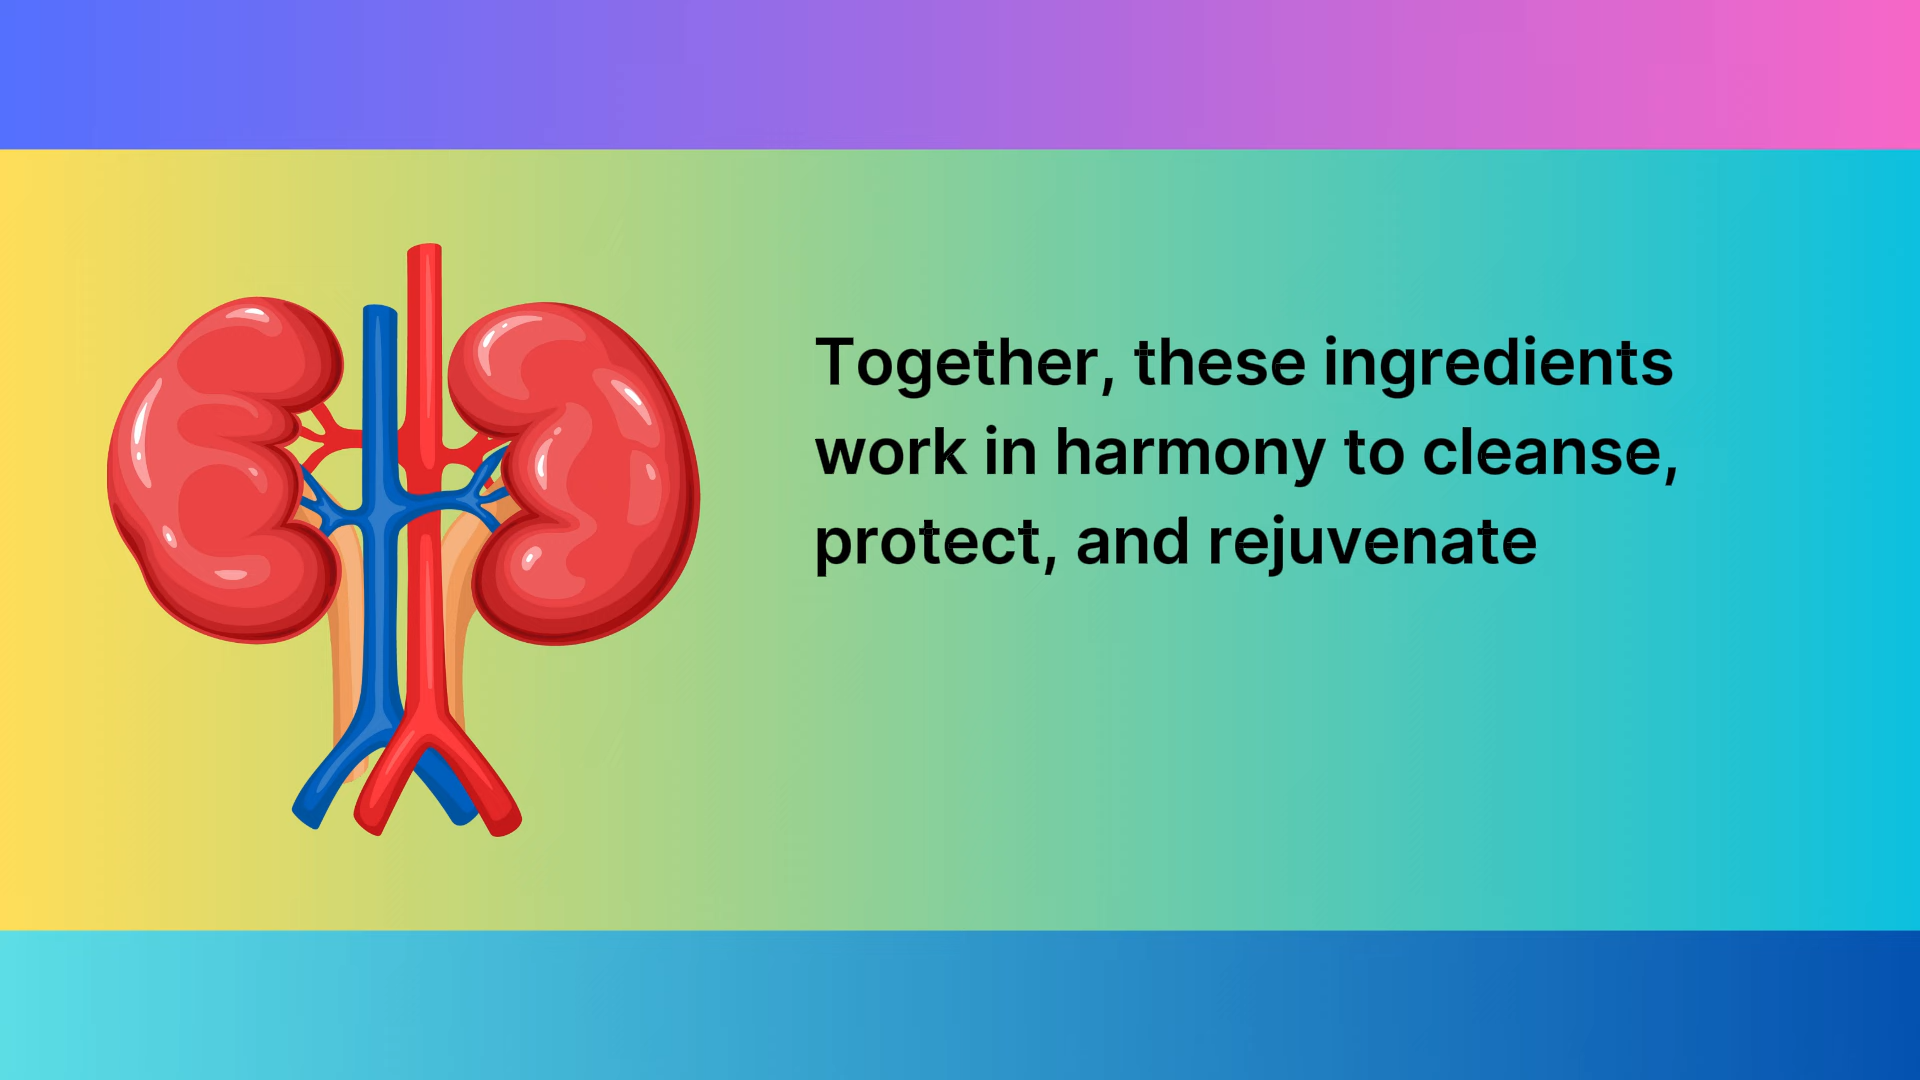 Together, these ingredients
work in harmony to cleanse,
protect, and rejuvenate